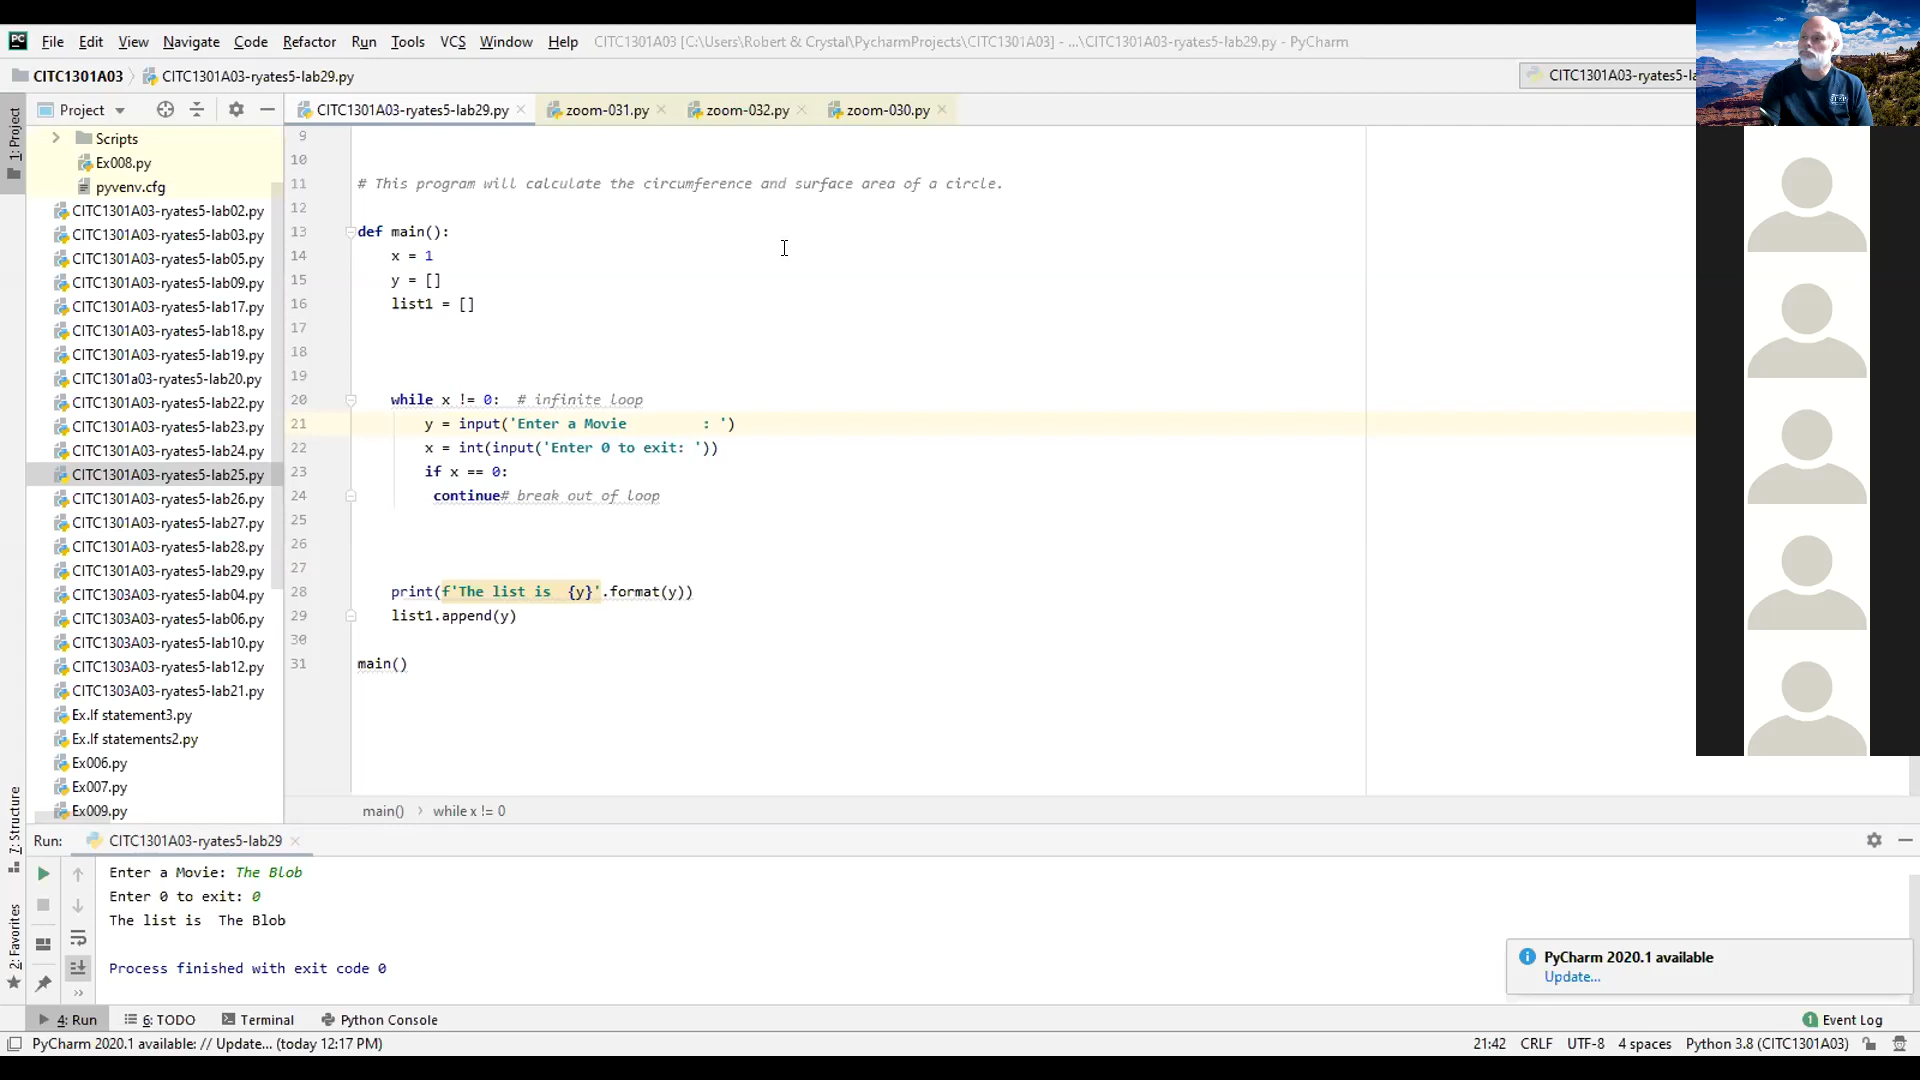 PC File Edit View Navigate Code Refactor Run Tools VCS Window Help CITC1301A03 [C:\Users\Robert & Crystal\PycharmProjects\CITC1301A03] - ...\CITC1301A03-ryates5-lab29.py - PyCharm
CITC1301A03 CITC1301A03-ryates5-lab29.py CITC1301A03-ryates5-la
Project CITC1301A03-ryates5-lab29.py zoom-031.py zoom-032.py zoom-030.py
1: Project
Scripts
Ex008.py
pyvenv.cfg
CITC1301A03-ryates5-lab02.py
CITC1301A03-ryates5-lab03.py
CITC1301A03-ryates5-lab05.py
CITC1301A03-ryates5-lab09.py
CITC1301A03-ryates5-lab17.py
CITC1301A03-ryates5-lab18.py
CITC1301A03-ryates5-lab19.py
CITC1301a03-ryates5-lab20.py
CITC1301A03-ryates5-lab22.py
CITC1301A03-ryates5-lab23.py
CITC1301A03-ryates5-lab24.py
CITC1301A03-ryates5-lab25.py
CITC1301A03-ryates5-lab26.py
CITC1301A03-ryates5-lab27.py
CITC1301A03-ryates5-lab28.py
CITC1301A03-ryates5-lab29.py
CITC1303A03-ryates5-lab04.py
CITC1303A03-ryates5-lab06.py
CITC1303A03-ryates5-lab10.py
CITC1303A03-ryates5-lab12.py
CITC1303A03-ryates5-lab21.py
Ex.If statement3.py
Ex.If statements2.py
Ex006.py
Ex007.py
Ex009.py
9
10
11 # This program will calculate the circumference and surface area of a circle.
12
13 def main():
14 x = 1
15 y = []
16 list1 = []
17
18
19
20 while x != 0: # infinite loop
21 y = input('Enter a Movie         : ')
22 x = int(input('Enter 0 to exit: '))
23 if x == 0:
24 continue# break out of loop
25
26
27
28 print(f'The list is  {y}'.format(y))
29 list1.append(y)
30
31 main()
main() while x != 0
7: Structure
2: Favorites
Run: CITC1301A03-ryates5-lab29
Enter a Movie: The Blob
Enter 0 to exit: 0
The list is  The Blob
Process finished with exit code 0
PyCharm 2020.1 available
Update...
4: Run 6: TODO Terminal Python Console 1 Event Log
PyCharm 2020.1 available: // Update... (today 12:17 PM) 21:42 CRLF UTF-8 4 spaces Python 3.8 (CITC1301A03)